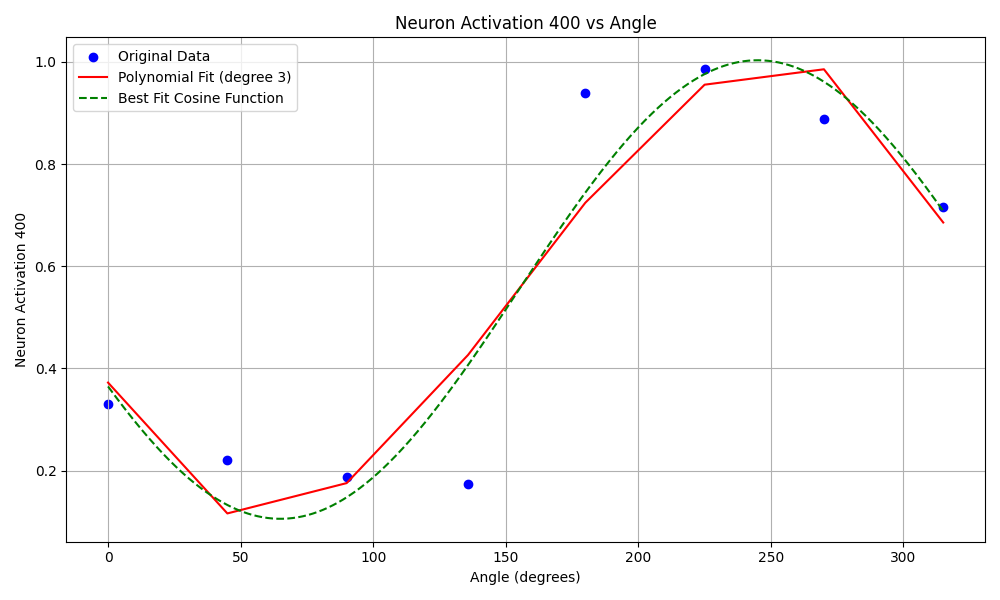 Neuron Activation 400 vs Angle
Original Data
Polynomial Fit (degree 3)
Best Fit Cosine Function
Neuron Activation 400
1.0
0.8
0.6
0.4
0.2
0 50 100 150 200 250 300
Angle (degrees)